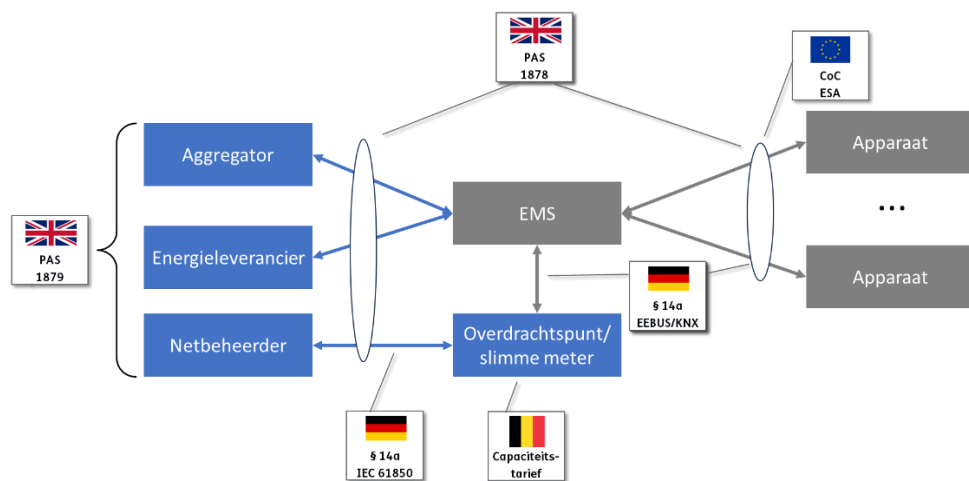 PAS
1878
CoC
ESA
Aggregator
Apparaat
EMS
...
PAS
1879
Energieleverancier
Apparaat
§ 14a
EEBUS/KNX
Netbeheerder
Overdrachtspunt/
slimme meter
§ 14a
IEC 61850
Capaciteits-
tarief